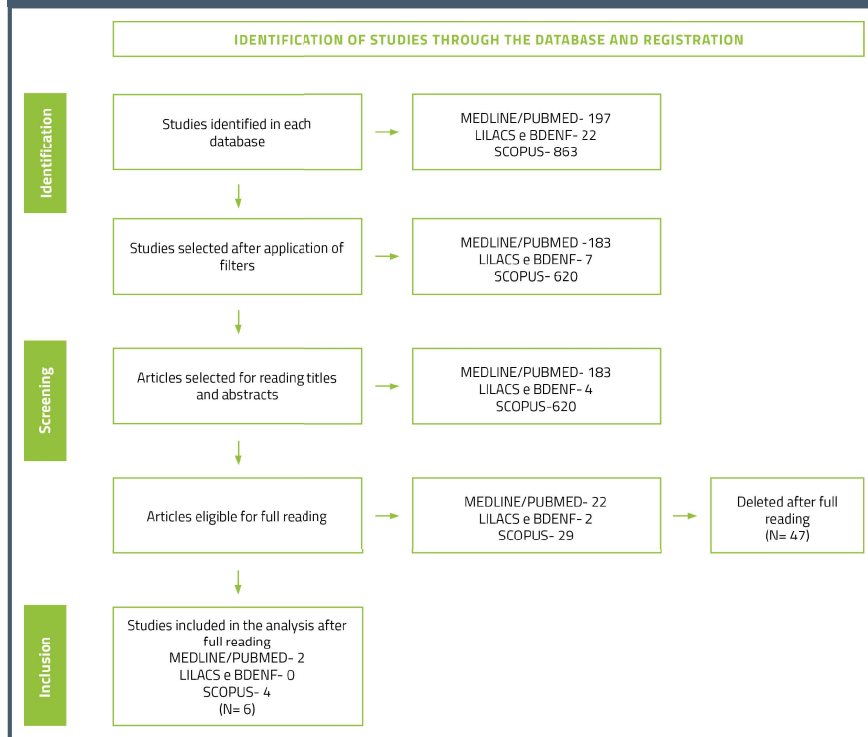 IDENTIFICATION OF STUDIES THROUGH THE DATABASE AND REGISTRATION
Identification
Studies identified in each
database
MEDLINE/PUBMED- 197
LILACS e BDENF- 22
SCOPUS- 863
Studies selected after application of
filters
MEDLINE/PUBMED -183
LILACS e BDENF- 7
SCOPUS- 620
Screening
Articles selected for reading titles
and abstracts
MEDLINE/PUBMED- 183
LILACS e BDENF- 4
SCOPUS-620
Articles eligible for full reading
MEDLINE/PUBMED- 22
LILACS e BDENF- 2
SCOPUS- 29
Deleted after full
reading
(N= 47)
Inclusion
Studies included in the analysis after
full reading
MEDLINE/PUBMED- 2
LILACS e BDENF- 0
SCOPUS- 4
(N= 6)